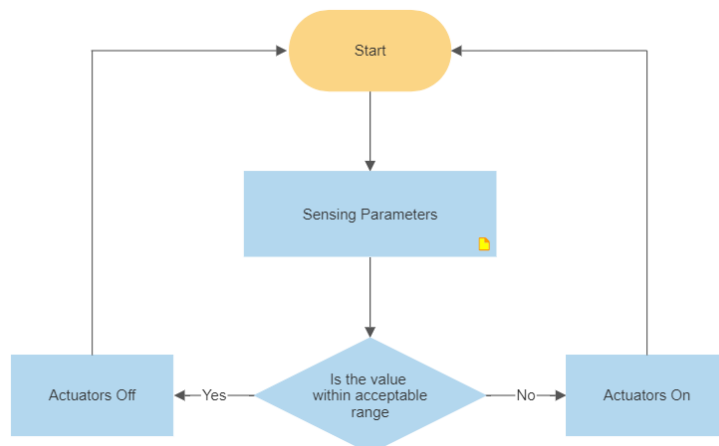 Start
Sensing Parameters
Is the value
within acceptable
range
Actuators Off
Yes
No
Actuators On